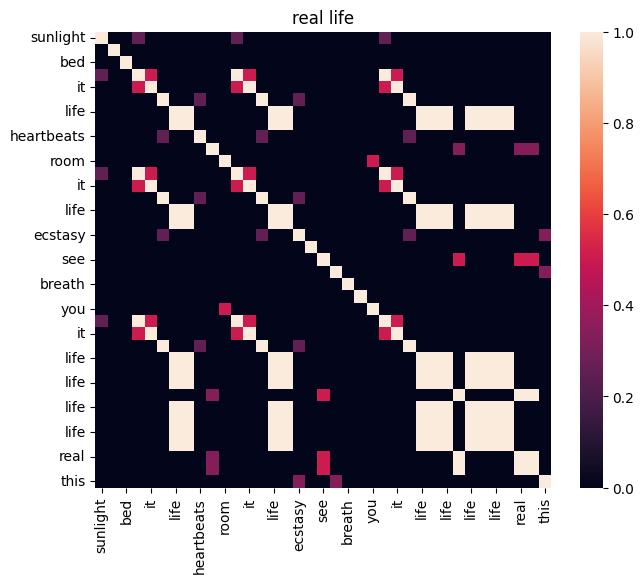 real life
sunlight
bed
it
life
heartbeats
room
it
life
ecstasy
see
breath
you
it
life
life
life
life
real
this
1.0
0.8
0.6
0.4
0.2
0.0
sunlight
bed
it
life
heartbeats
room
it
life
ecstasy
see
breath
you
it
life
life
life
life
real
this